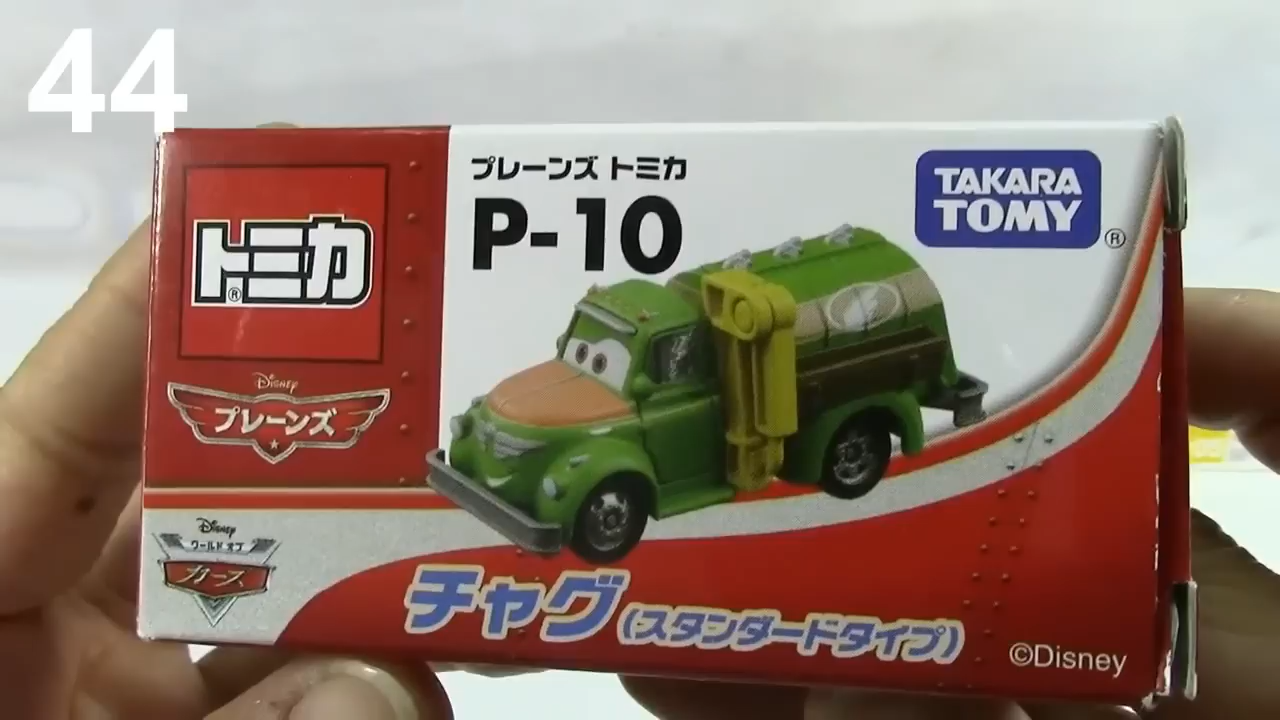 44
トミカ®
DISNEY
プレーンズ
DISNEY
ワールド オブ
カーズ
プレーンズ トミカ
P-10
TAKARA
TOMY®
チャグ(スタンダードタイプ)
©Disney